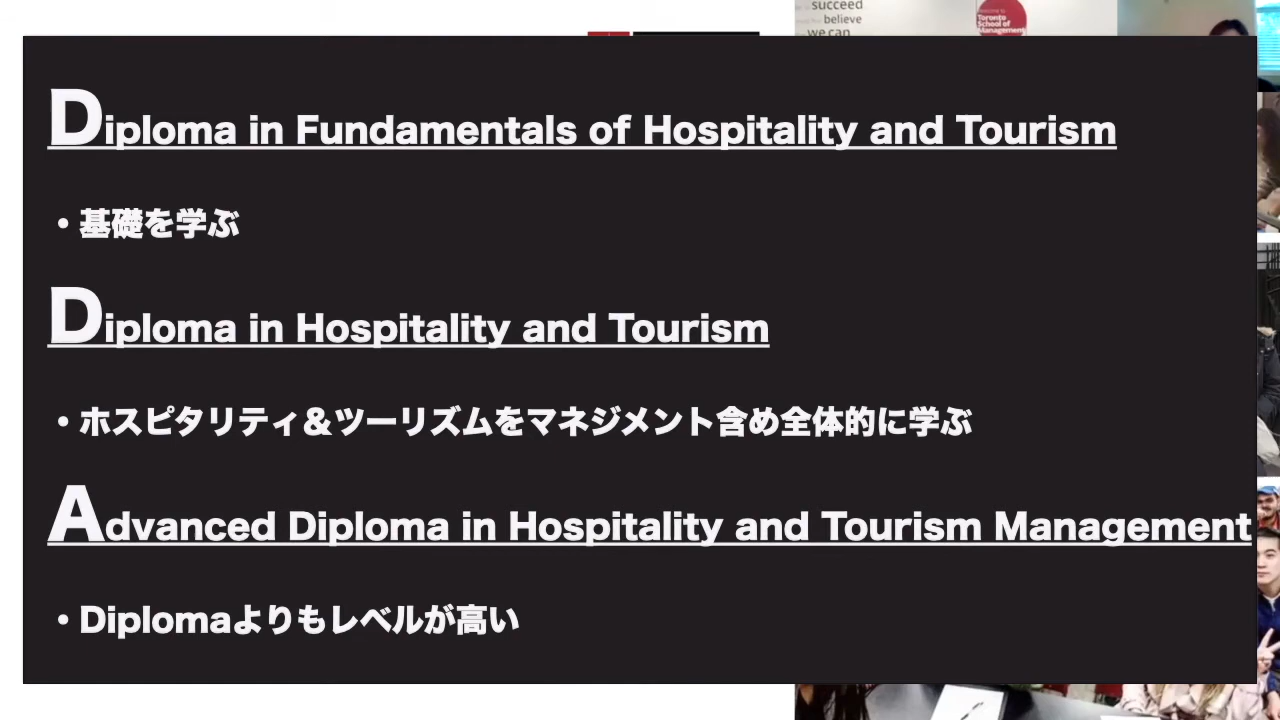 succeed
believe
we can
Toronto
School of
Management
Diploma in Fundamentals of Hospitality and Tourism
・基礎を学ぶ
Diploma in Hospitality and Tourism
・ホスピタリティ&ツーリズムをマネジメント含め全体的に学ぶ
Advanced Diploma in Hospitality and Tourism Management
・Diplomaよりもレベルが高い